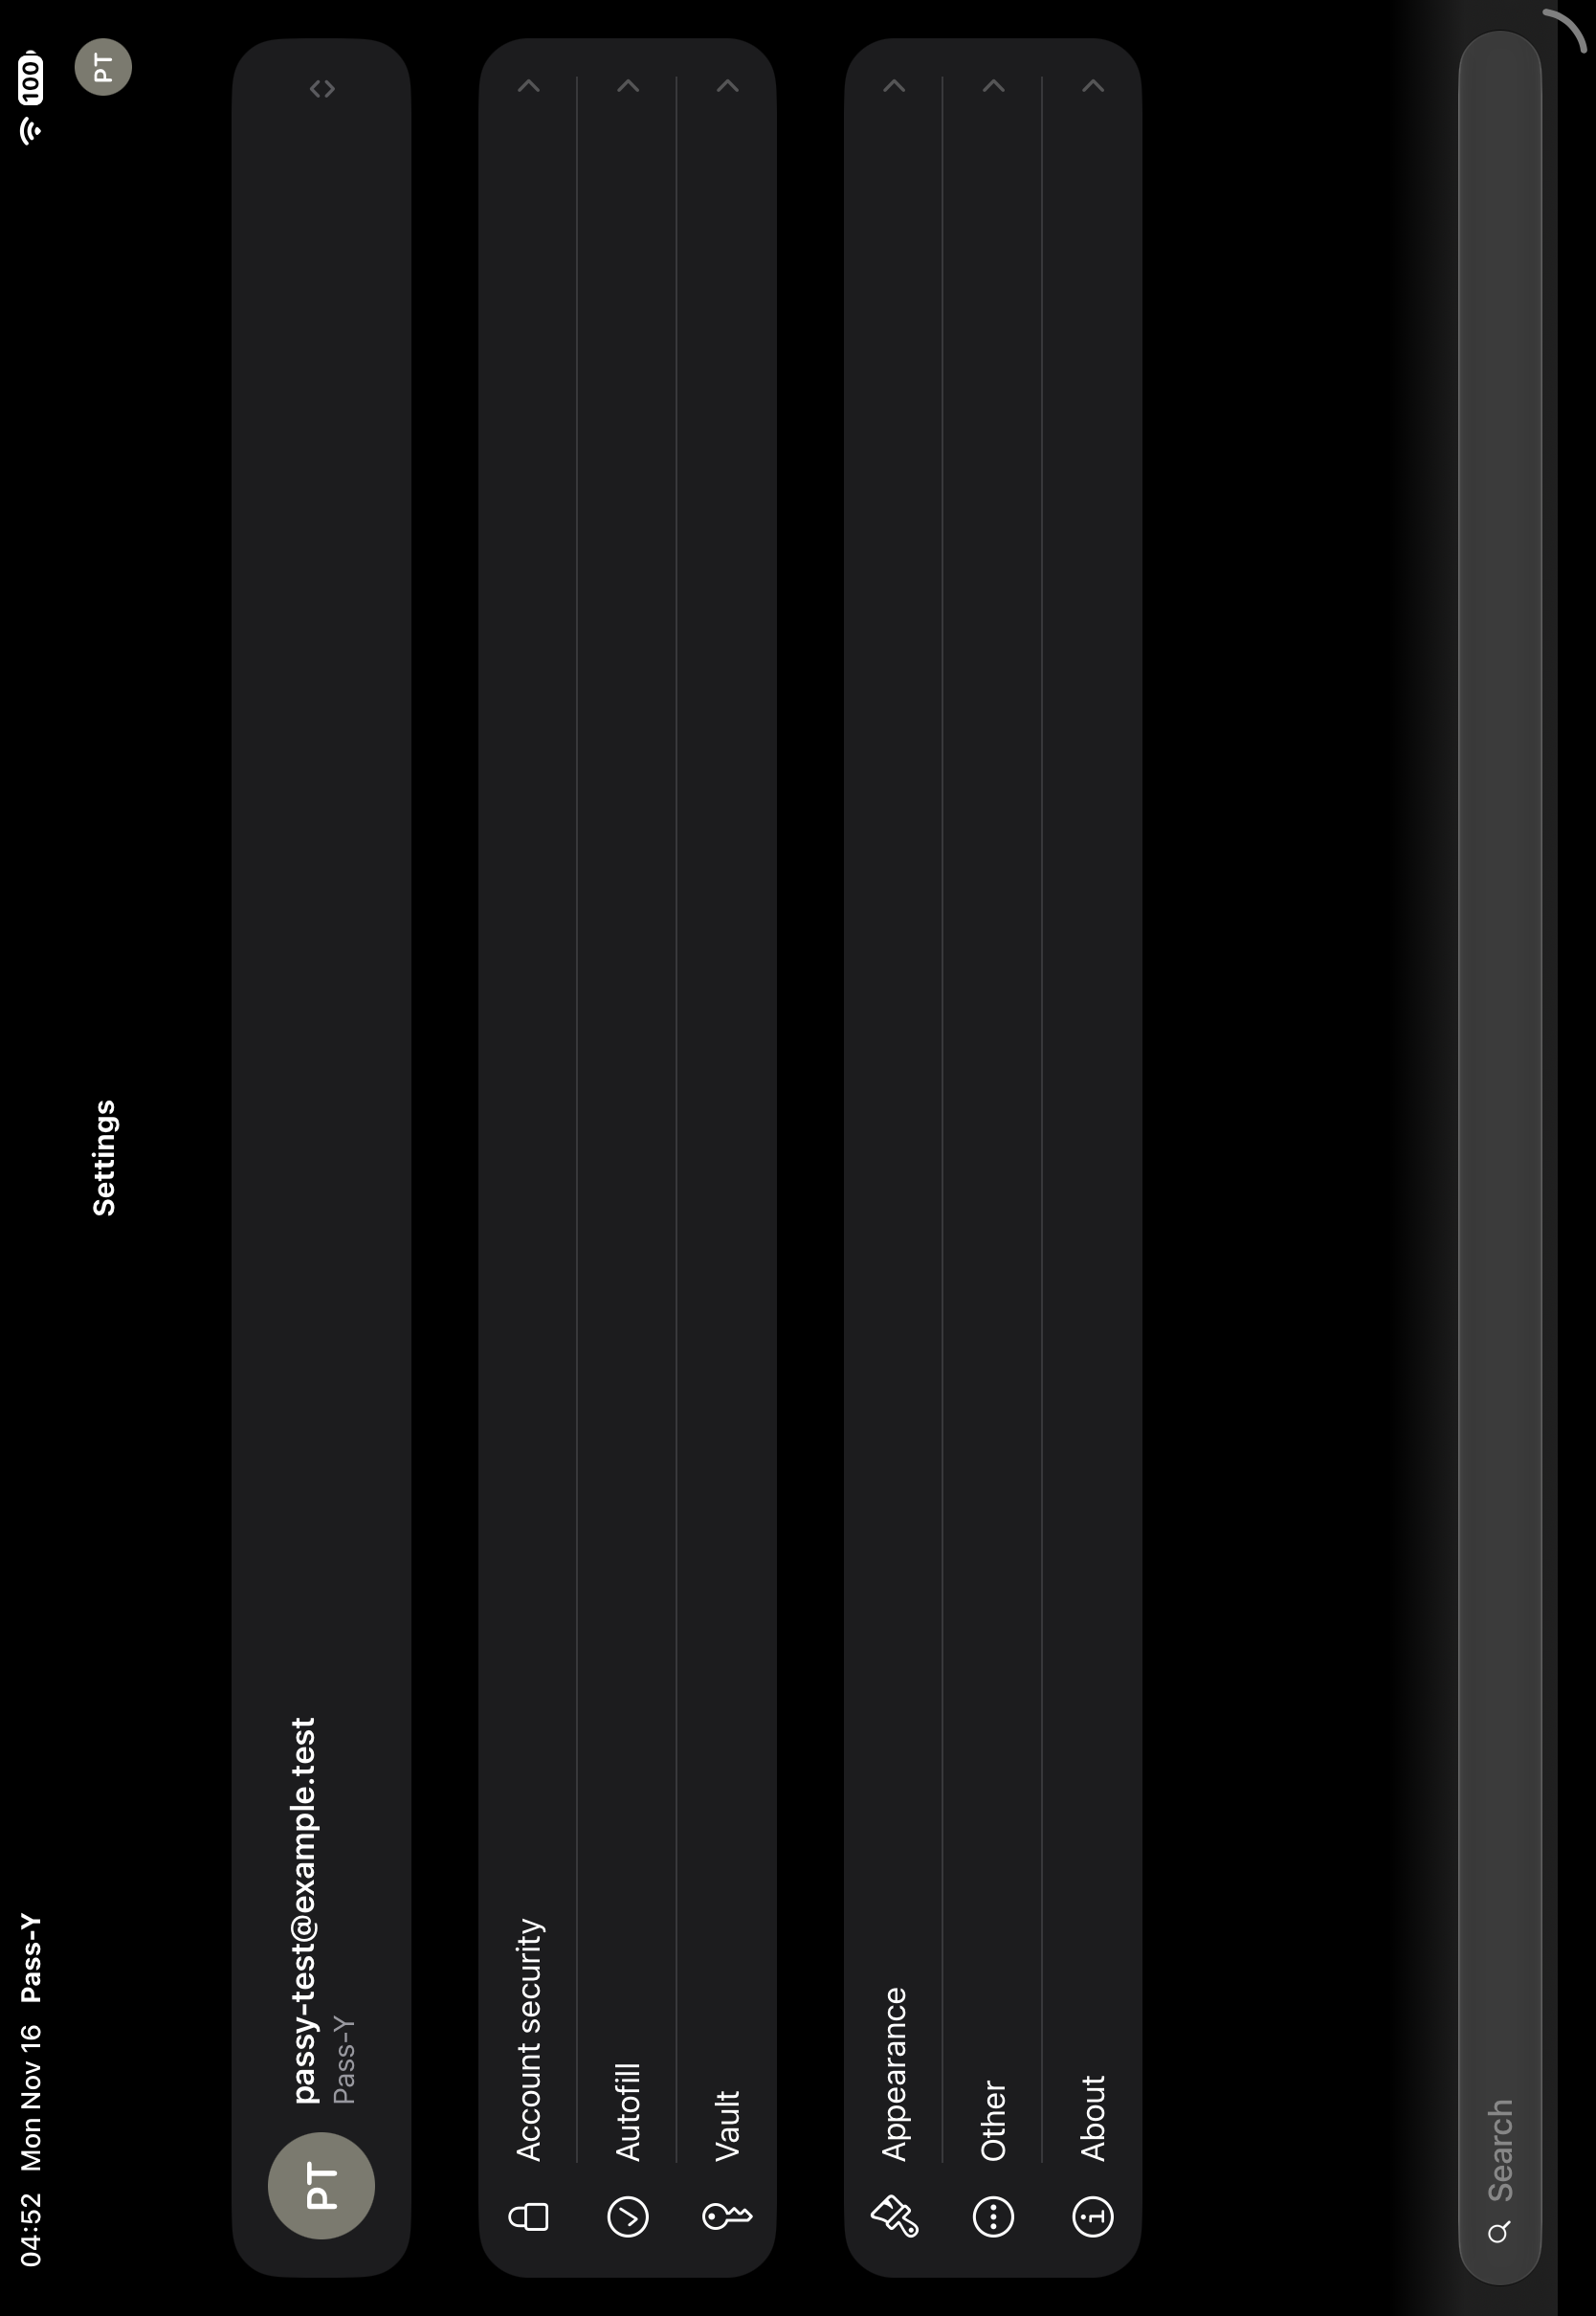 04:52 Mon Nov 16 Pass-Y 100
Settings PT
PT
passy-test@example.test
Pass-Y
Account security
Autofill
Vault
Appearance
Other
About
Search